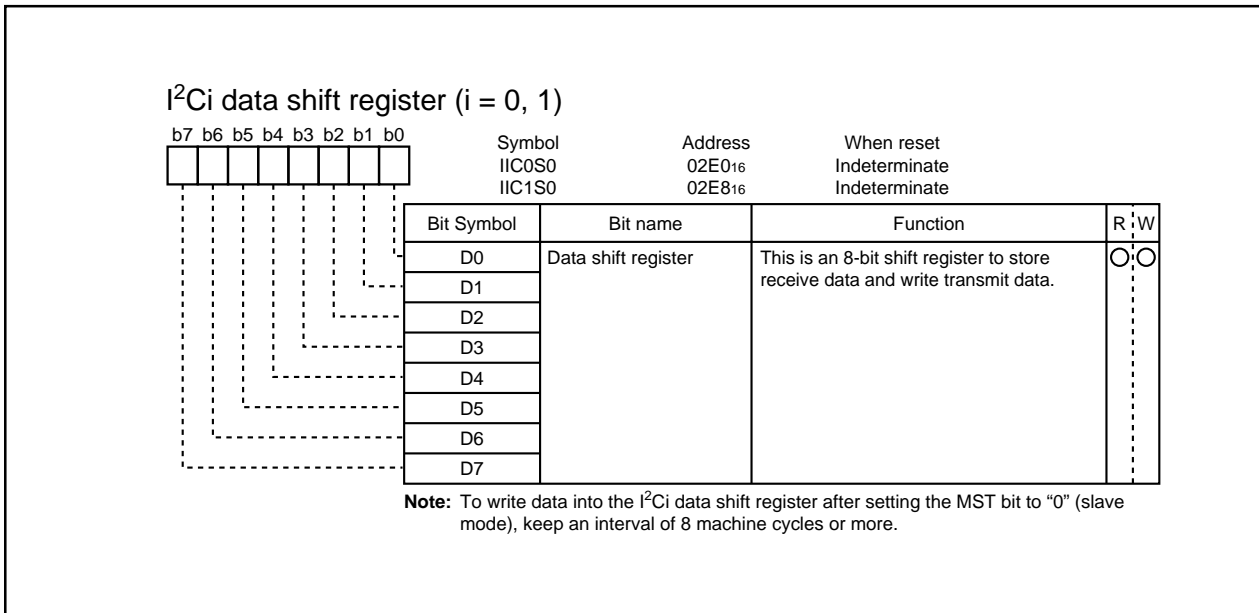 I²Ci data shift register (i = 0, 1)
b7 b6 b5 b4 b3 b2 b1 b0
Symbol Address When reset
IIC0S0 02E0₁₆ Indeterminate
IIC1S0 02E8₁₆ Indeterminate
Bit Symbol Bit name Function R W
D0 Data shift register This is an 8-bit shift register to store
D1 receive data and write transmit data.
D2
D3
D4
D5
D6
D7
Note: To write data into the I²Ci data shift register after setting the MST bit to “0” (slave
mode), keep an interval of 8 machine cycles or more.